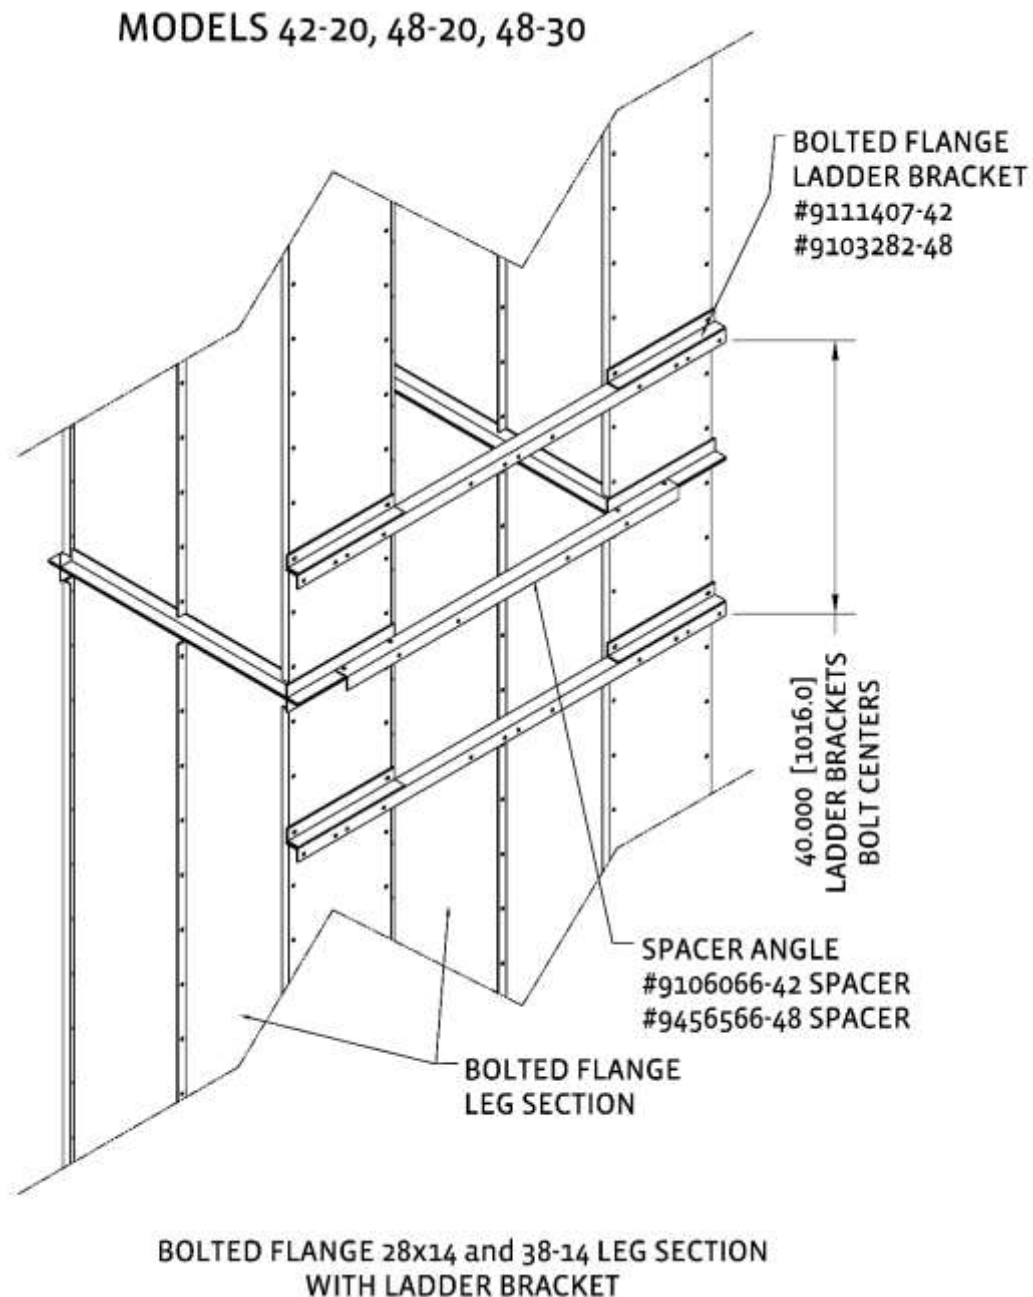 MODELS 42-20, 48-20, 48-30
BOLTED FLANGE
LADDER BRACKET
#9111407-42
#9103282-48
40.000 [1016.0]
LADDER BRACKETS
BOLT CENTERS
SPACER ANGLE
#9106066-42 SPACER
#9456566-48 SPACER
BOLTED FLANGE
LEG SECTION
BOLTED FLANGE 28x14 and 38-14 LEG SECTION
WITH LADDER BRACKET